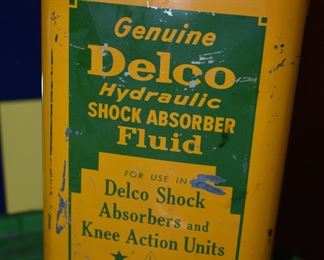 Genuine
Delco
Hydraulic
SHOCK ABSORBER
Fluid
FOR USE IN
Delco Shock
Absorbers and
Knee Action Units